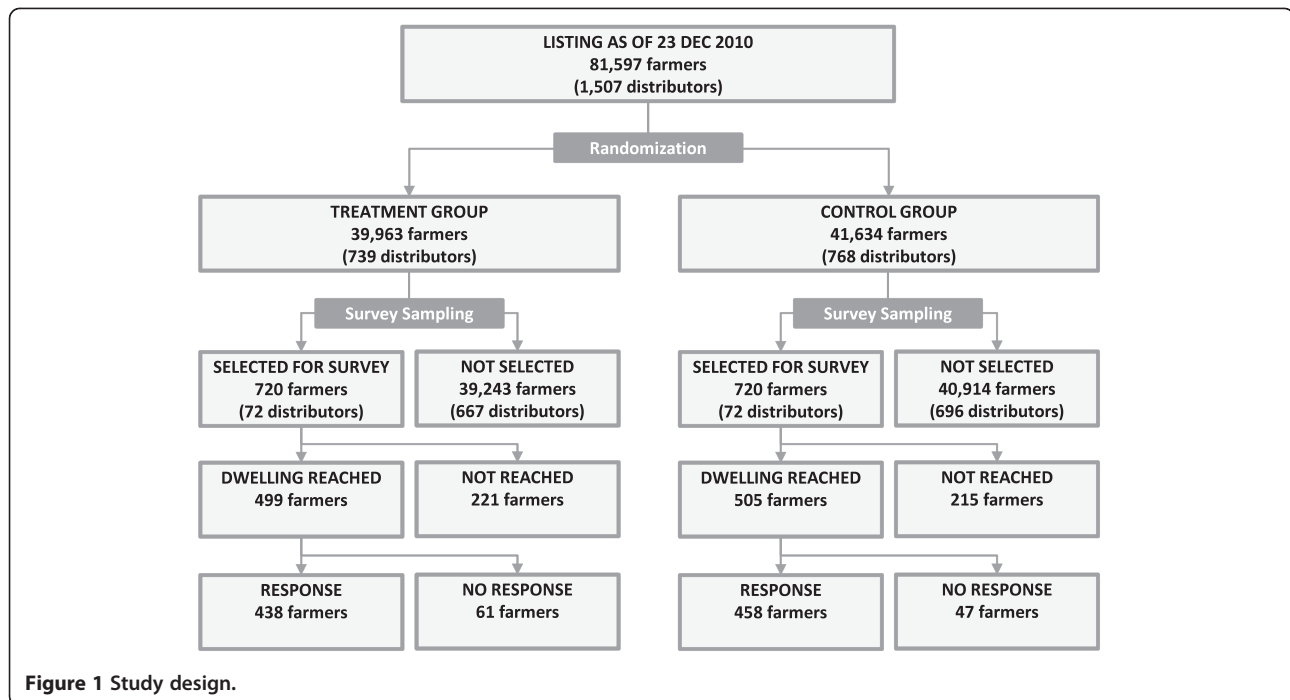 LISTING AS OF 23 DEC 2010
81,597 farmers
(1,507 distributors)
Randomization
TREATMENT GROUP
39,963 farmers
(739 distributors)
CONTROL GROUP
41,634 farmers
(768 distributors)
Survey Sampling
Survey Sampling
SELECTED FOR SURVEY
720 farmers
(72 distributors)
NOT SELECTED
39,243 farmers
(667 distributors)
SELECTED FOR SURVEY
720 farmers
(72 distributors)
NOT SELECTED
40,914 farmers
(696 distributors)
DWELLING REACHED
499 farmers
NOT REACHED
221 farmers
DWELLING REACHED
505 farmers
NOT REACHED
215 farmers
RESPONSE
438 farmers
NO RESPONSE
61 farmers
RESPONSE
458 farmers
NO RESPONSE
47 farmers
Figure 1 Study design.